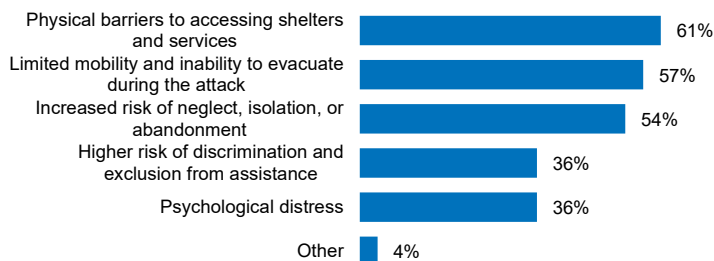 Physical barriers to accessing shelters
and services
61%
Limited mobility and inability to evacuate
during the attack
57%
Increased risk of neglect, isolation, or
abandonment
54%
Higher risk of discrimination and
exclusion from assistance
36%
Psychological distress
36%
Other
4%